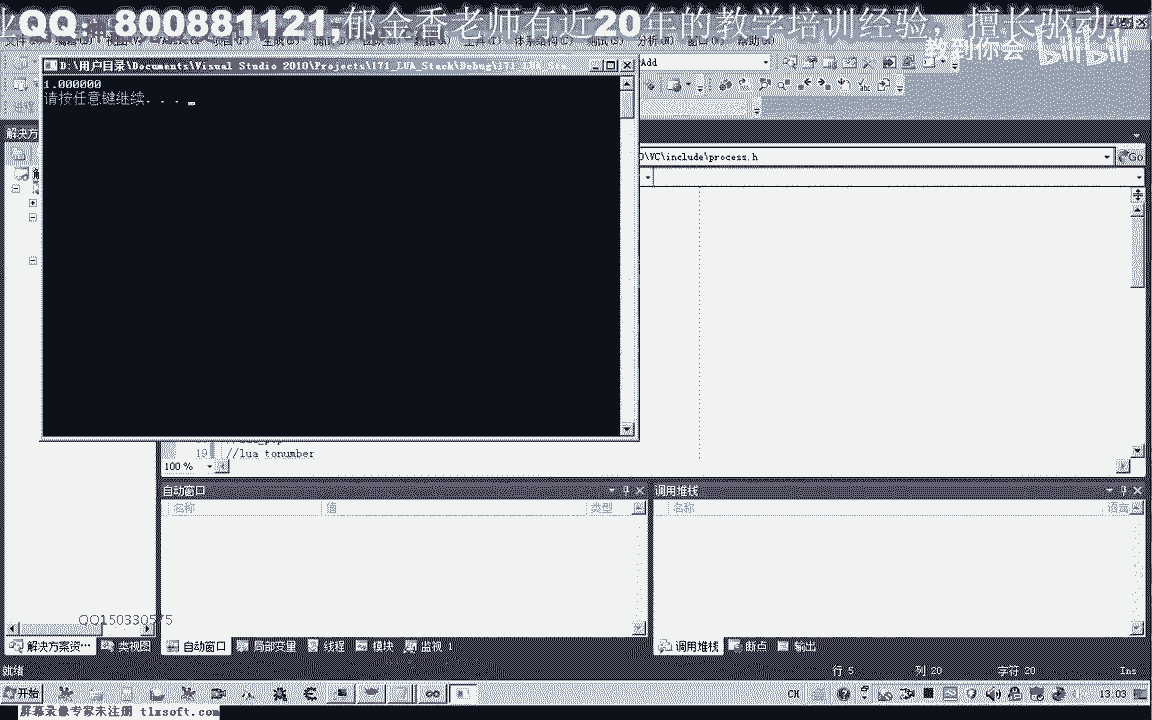 业QQ：800881121;郁金香老师有近20年的教学培训经验，擅长驱动
教到你会 bilibili
Add
D:\用户目录\Documents\Visual Studio 2010\Projects\171_LUA_Stack\Debug\171_LUA_Sta
1.000000
请按任意键继续. . .
解决方
\VC\include\process.h
Go
19 //lua_tonumber
100 %
自动窗口
调用堆栈
名称 值 类型
名称 语言
QQ150330575
解决方案资... 类视图
自动窗口 局部变量 线程 模块 监视 1
调用堆栈 断点 输出
就绪 行 5 列 20 字符 20 Ins
开始 CH 13:03
屏幕录像专家未注册 tlxsoft.com